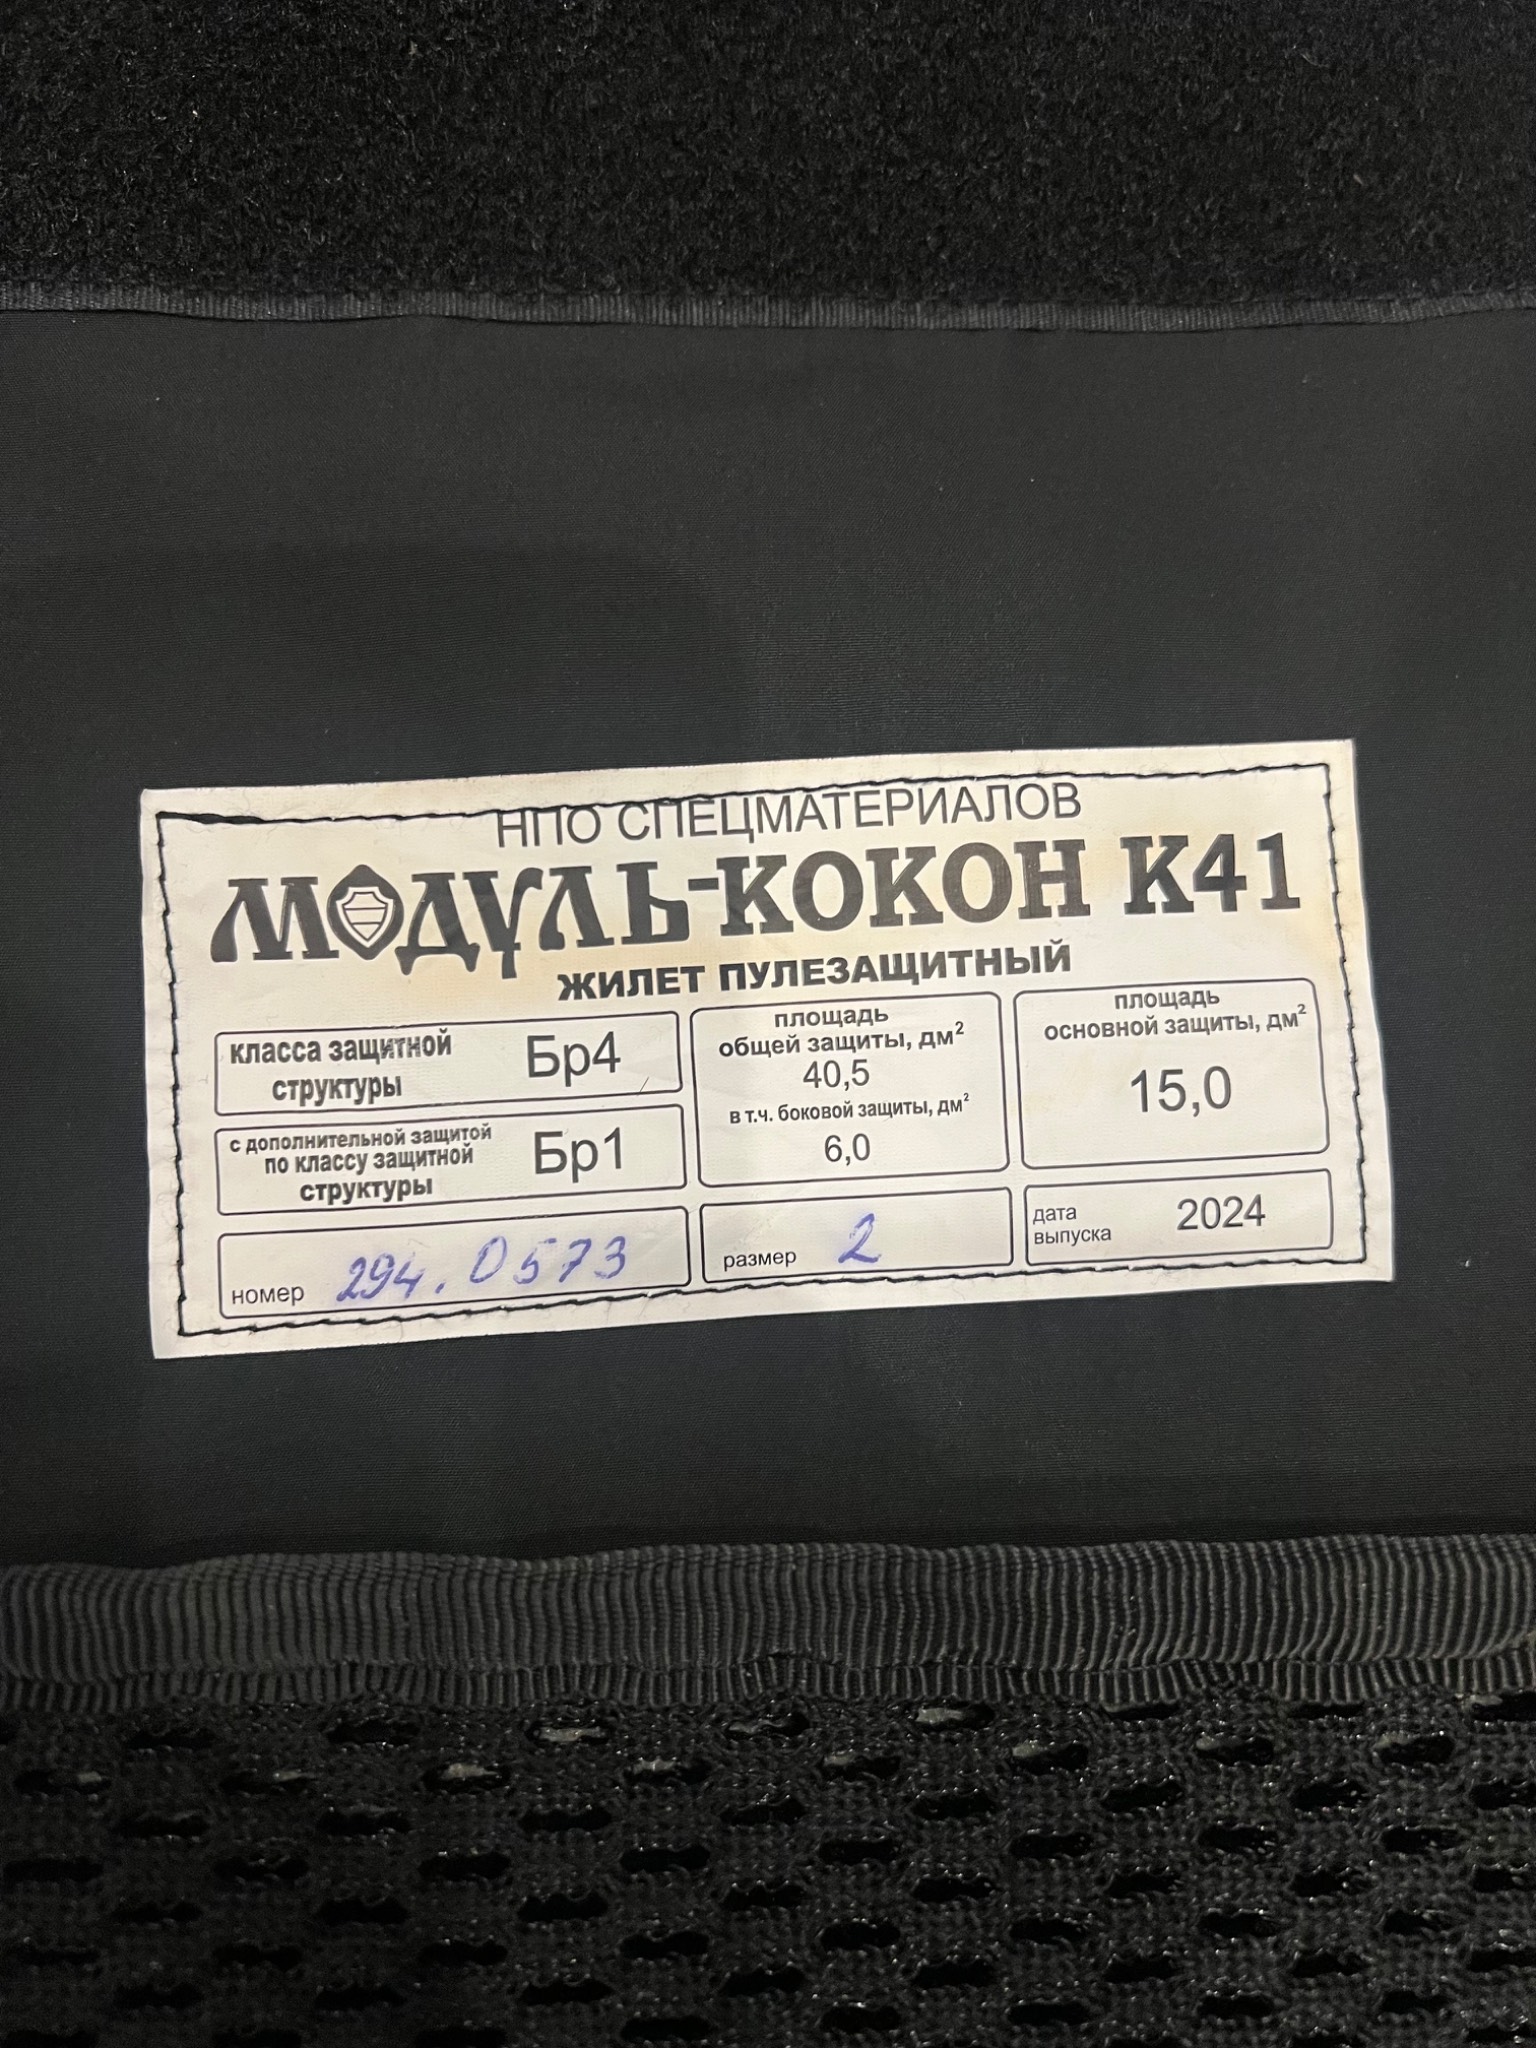 НПО СПЕЦМАТЕРИАЛОВ
МОДУЛЬ-КОКОН К41
ЖИЛЕТ ПУЛЕЗАЩИТНЫЙ
класса защитной
структуры
Бр4
с дополнительной защитой
по классу защитной
структуры
Бр1
площадь
общей защиты, дм²
40,5
в т.ч. боковой защиты, дм²
6,0
площадь
основной защиты, дм²
15,0
номер 294.0573
размер 2
дата
выпуска
2024